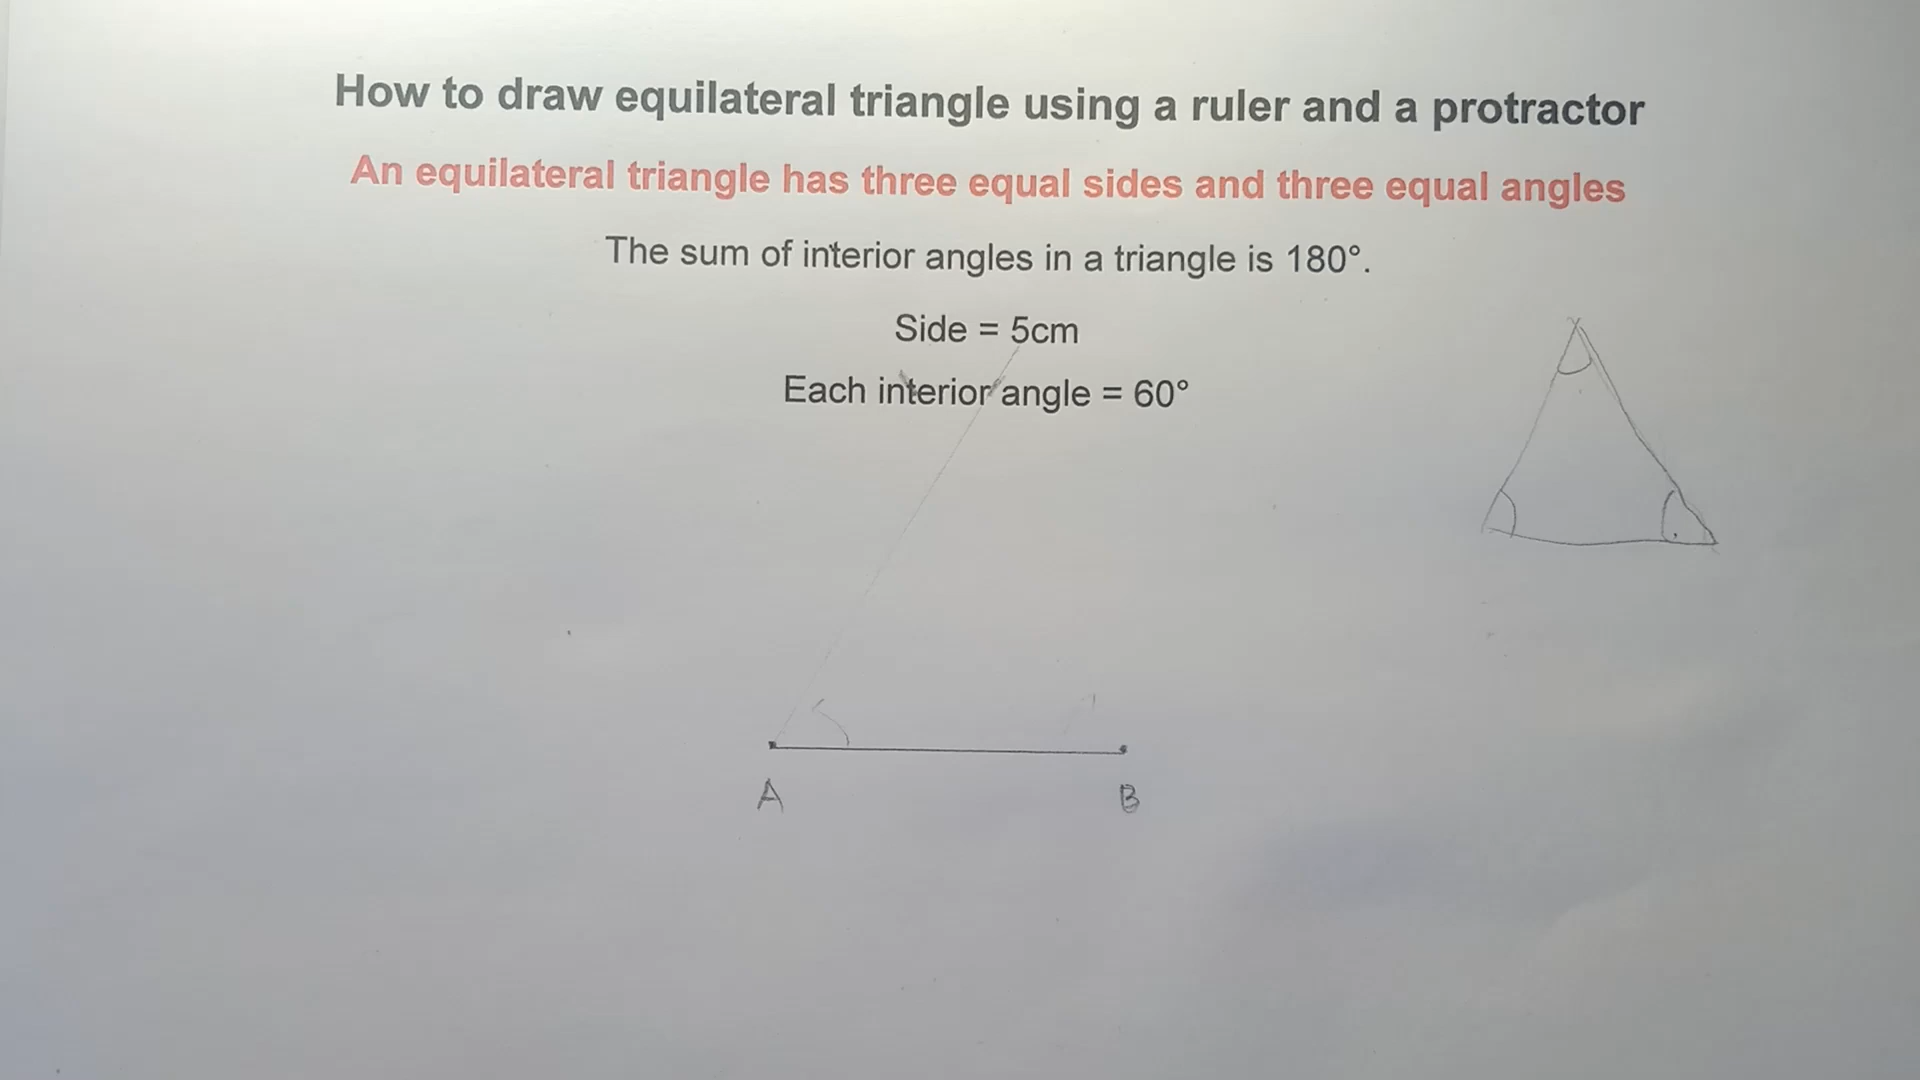 How to draw equilateral triangle using a ruler and a protractor
An equilateral triangle has three equal sides and three equal angles
The sum of interior angles in a triangle is 180°.
Side = 5cm
Each interior angle = 60°
A B